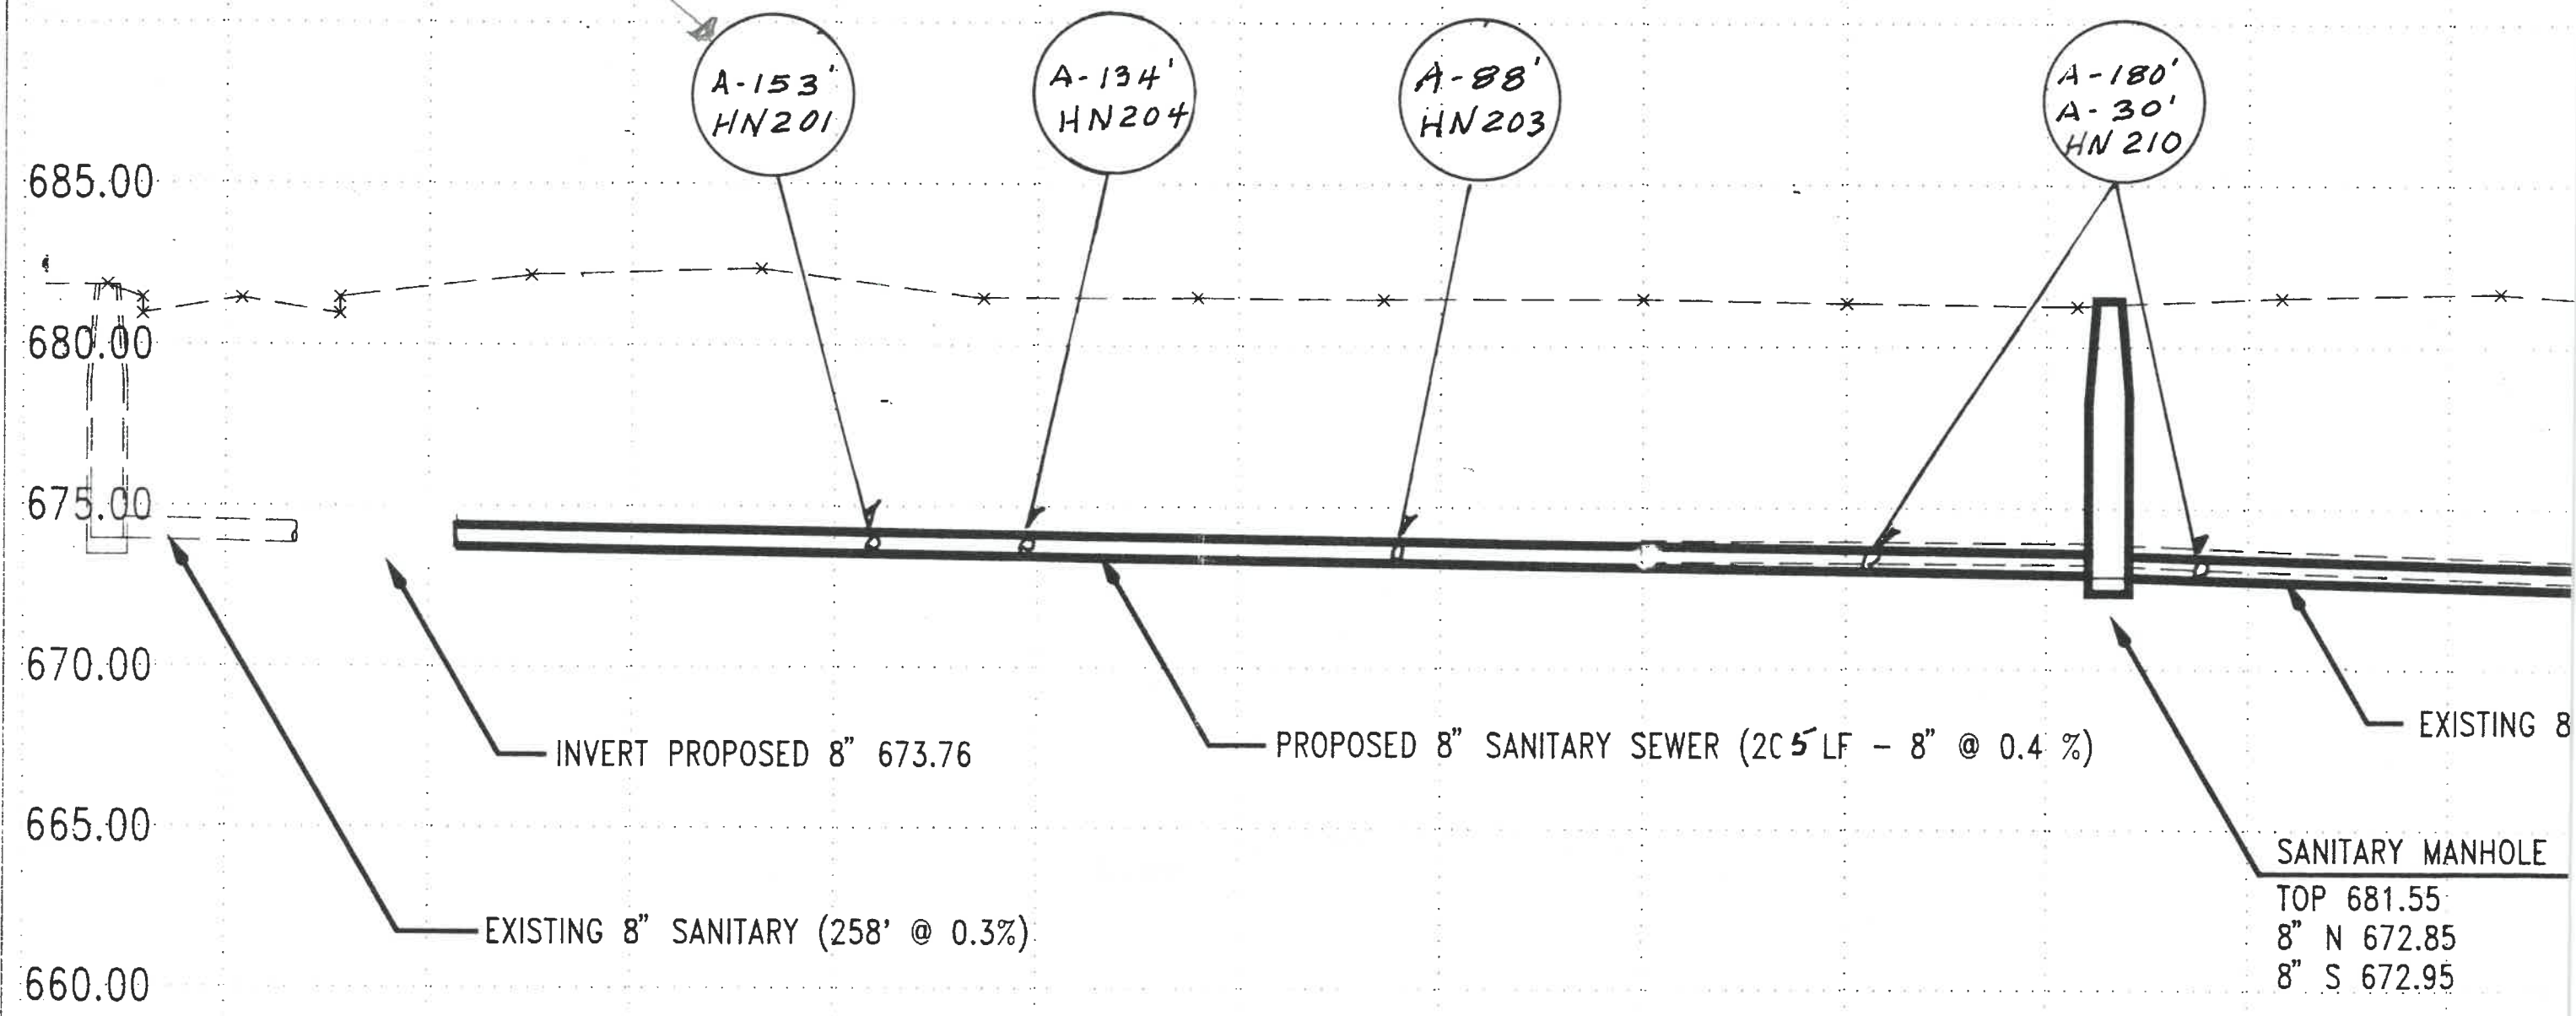 A-153'
HN201
A-134'
HN204
A-88'
HN203
A-180'
A-30'
HN 210
685.00
680.00
675.00
670.00
665.00
660.00
INVERT PROPOSED 8" 673.76
PROPOSED 8" SANITARY SEWER (205 LF - 8" @ 0.4 %)
EXISTING 8
EXISTING 8" SANITARY (258' @ 0.3%)
SANITARY MANHOLE
TOP 681.55
8" N 672.85
8" S 672.95